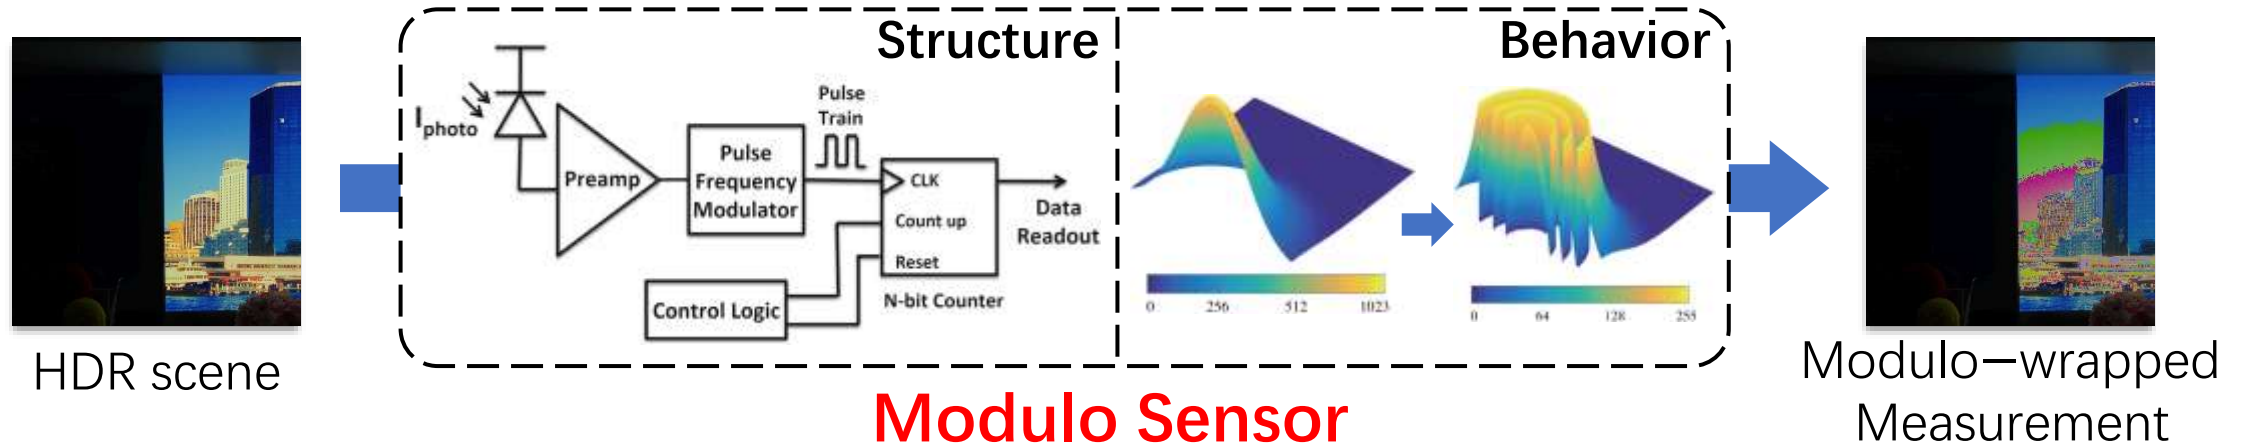 HDR scene
Structure
I photo
Preamp
Pulse
Frequency
Modulator
Pulse
Train
CLK
Count up
Reset
N-bit Counter
Control Logic
Data
Readout
Behavior
0 256 512 1023
0 64 128 255
Modulo Sensor
Modulo—wrapped
Measurement